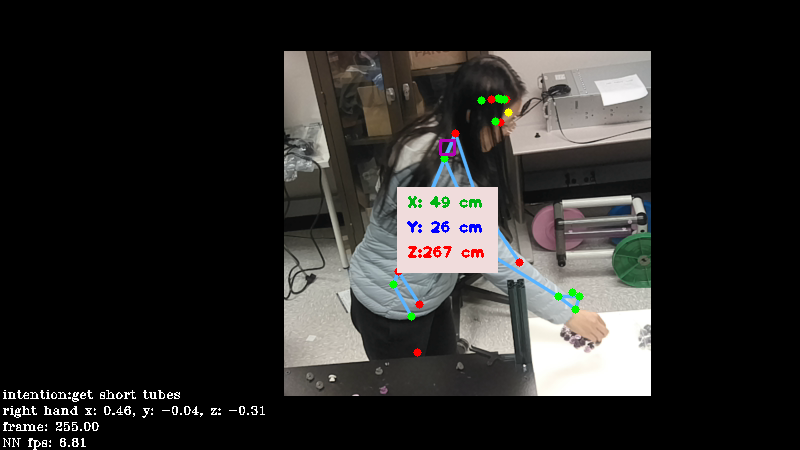 X: 49 cm
Y: 26 cm
Z:267 cm
intention:get short tubes
right hand x: 0.46, y: -0.04, z: -0.31
frame: 255.00
NN fps: 6.81